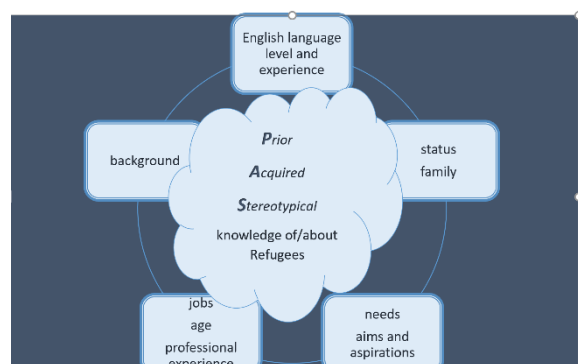 English language
level and
experience
background
Prior
Acquired
Stereotypical
knowledge of/about
Refugees
status
family
jobs
age
professional
experience
needs
aims and
aspirations